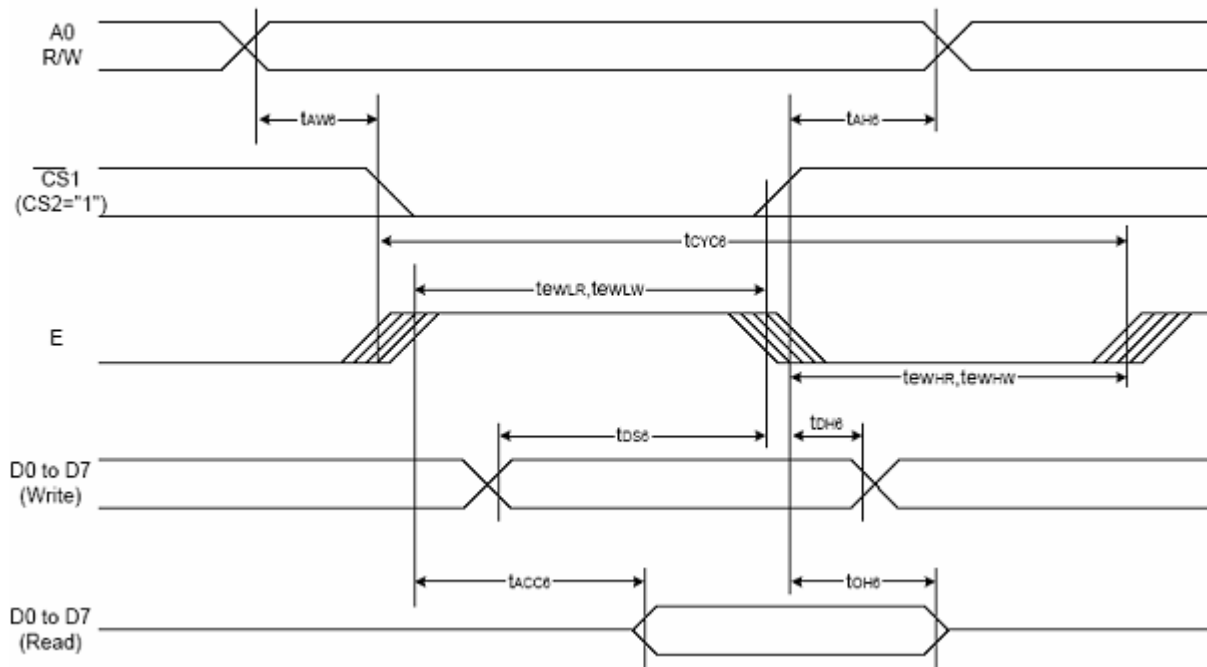 A0
R/W
tAW6
tAH6
CS1
(CS2="1")
tCYC6
tewLR,tewLW
E
tewHR,tewHW
tDS6
tDH6
D0 to D7
(Write)
tACC6
tOH6
D0 to D7
(Read)